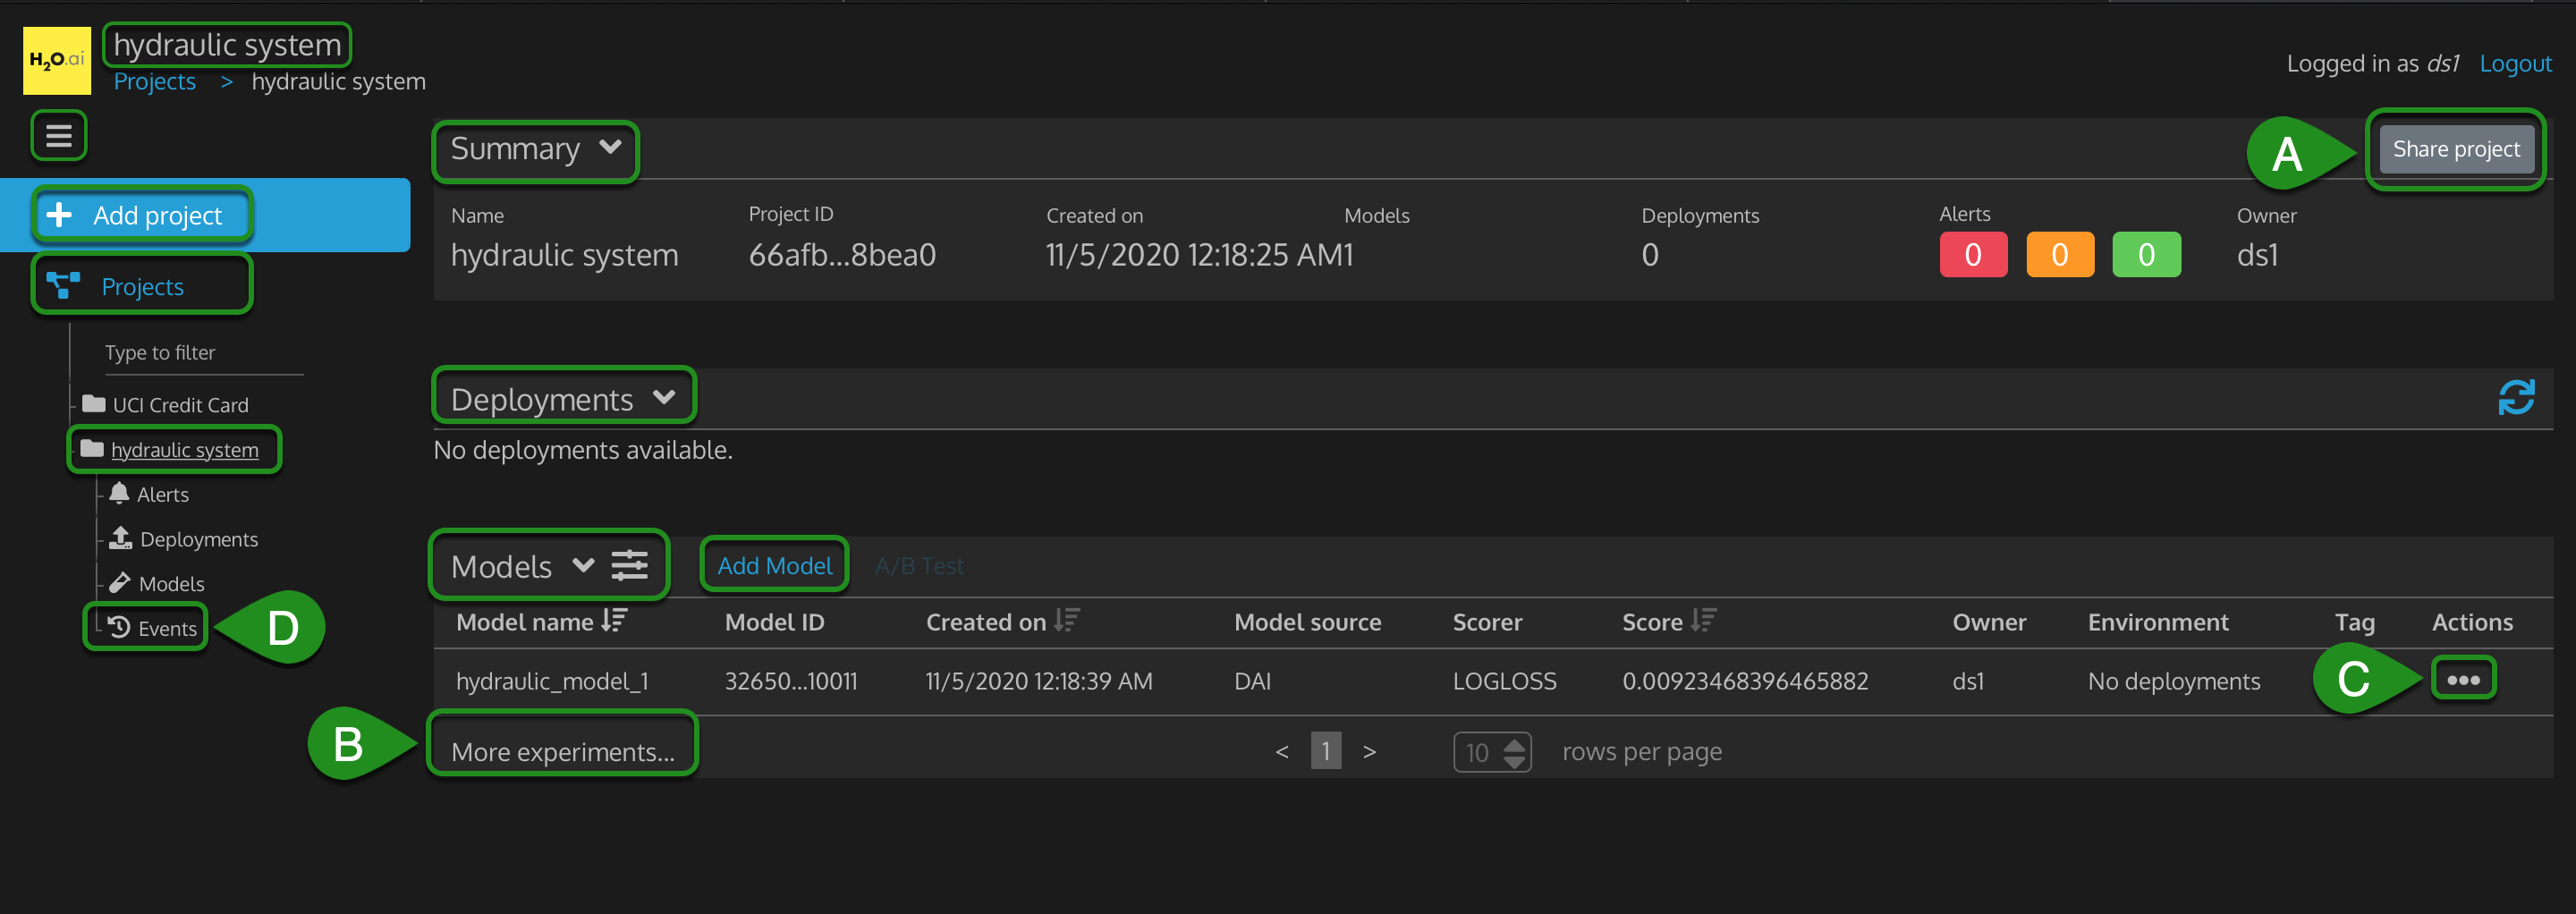 H2O.ai
hydraulic system
Projects > hydraulic system
Logged in as ds1 Logout
Summary
A
Share project
Add project
Name Project ID Created on Models Deployments Alerts Owner
hydraulic system 66afb...8bea0 11/5/2020 12:18:25 AM 1 0 0 0 0 ds1
Projects
Type to filter
UCI Credit Card
hydraulic system
Alerts
Deployments
Models
Events
D
Deployments
No deployments available.
Models Add Model A/B Test
Model name Model ID Created on Model source Scorer Score Owner Environment Tag Actions
hydraulic_model_1 32650...10011 11/5/2020 12:18:39 AM DAI LOGLOSS 0.00923468396465882 ds1 No deployments
C
B
More experiments... < 1 > 10 rows per page